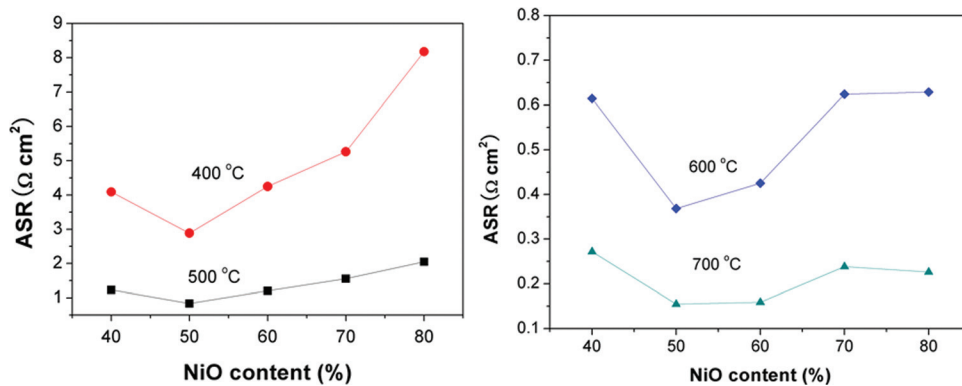 ASR (Ω cm²)
9
8
7
6
5
4
3
2
1
400 °C
500 °C
40 50 60 70 80
NiO content (%)
ASR (Ω cm²)
0.8
0.7
0.6
0.5
0.4
0.3
0.2
0.1
600 °C
700 °C
40 50 60 70 80
NiO content (%)